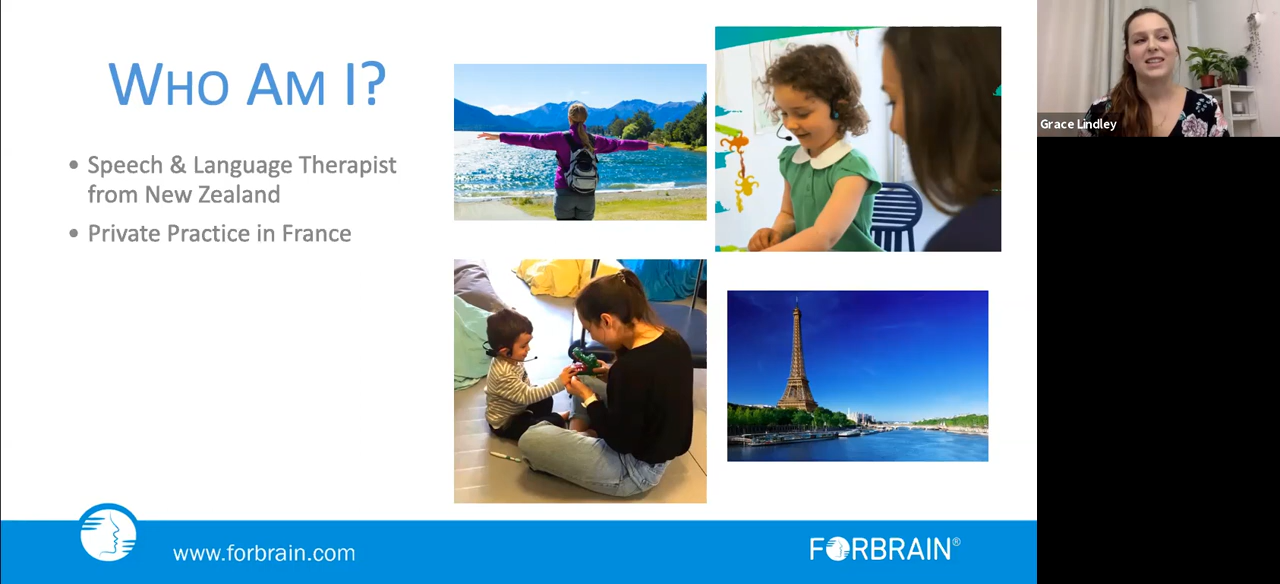 WHO AM I?
• Speech & Language Therapist
from New Zealand
• Private Practice in France
www.forbrain.com
FORBRAIN®
Grace Lindley